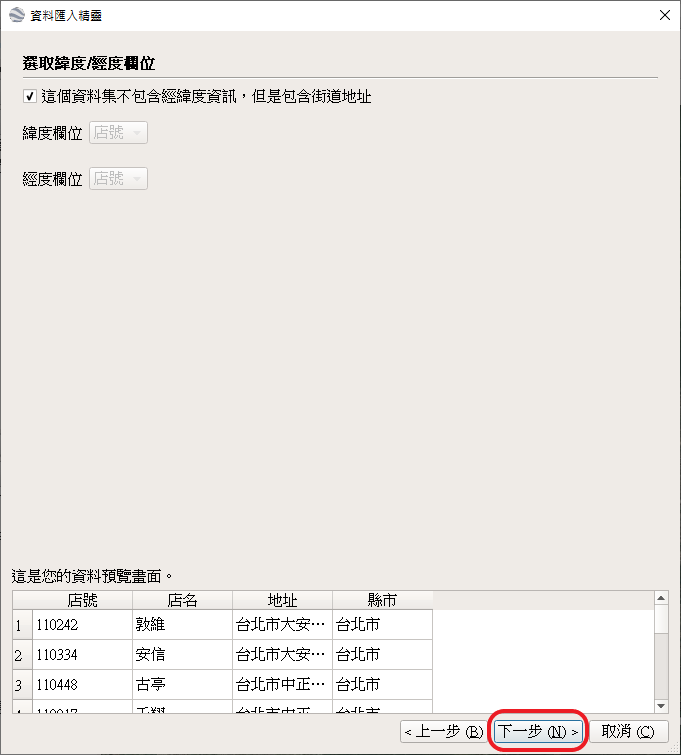 資料匯入精靈
選取緯度/經度欄位
這個資料集不包含經緯度資訊，但是包含街道地址
緯度欄位 店號
經度欄位 店號
這是您的資料預覽畫面。
店號 店名 地址 縣市
1 110242 敦維 台北市大安… 台北市
2 110334 安信 台北市大安… 台北市
3 110448 古亭 台北市中正… 台北市
< 上一步 (B) 下一步 (N) > 取消 (C)